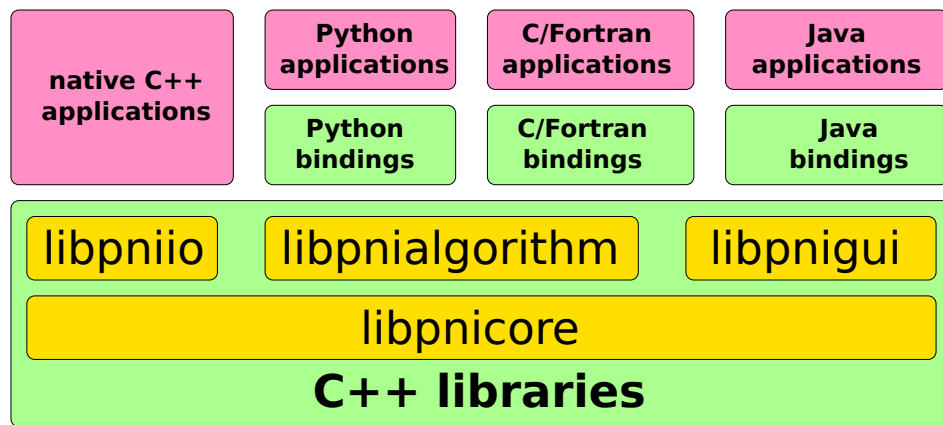 native C++
applications
Python
applications
C/Fortran
applications
Java
applications
Python
bindings
C/Fortran
bindings
Java
bindings
libpniio
libpnialgorithm
libpnigui
libpnicore
C++ libraries